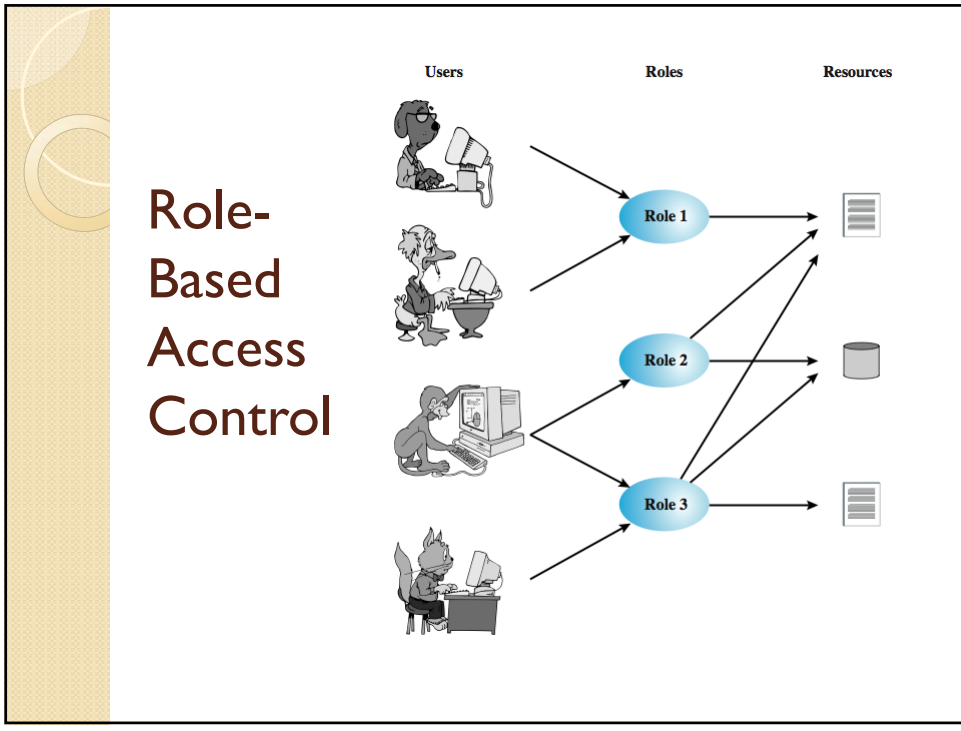 Role-
Based
Access
Control
Users
Roles
Resources
Role 1
Role 2
Role 3